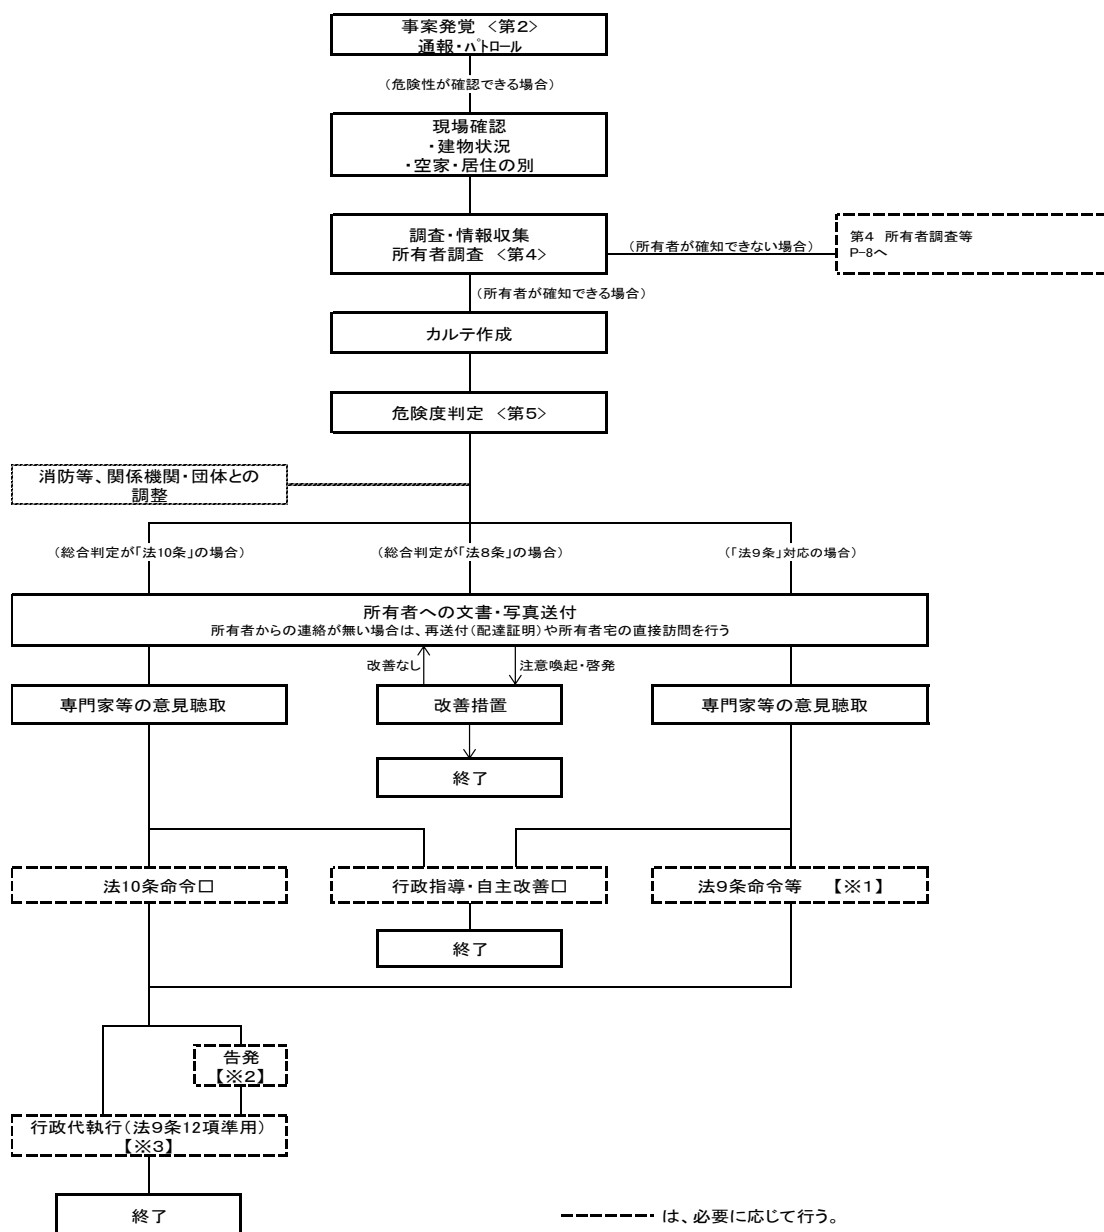 事案発覚 <第2>
通報・パトロール
(危険性が確認できる場合)
現場確認
・建物状況
・空家・居住の別
調査・情報収集
所有者調査 <第4>
(所有者が確知できない場合)
第4 所有者調査等
P-8へ
(所有者が確知できる場合)
カルテ作成
危険度判定 <第5>
消防等、関係機関・団体との
調整
(総合判定が「法10条」の場合)
(総合判定が「法8条」の場合)
(「法9条」対応の場合)
所有者への文書・写真送付
所有者からの連絡が無い場合は、再送付(配達証明)や所有者宅の直接訪問を行う
改善なし
注意喚起・啓発
専門家等の意見聴取
改善措置
専門家等の意見聴取
終了
法10条命令□
行政指導・自主改善□
法9条命令等 【※1】
終了
告発
【※2】
行政代執行(法9条12項準用)
【※3】
終了
は、必要に応じて行う。